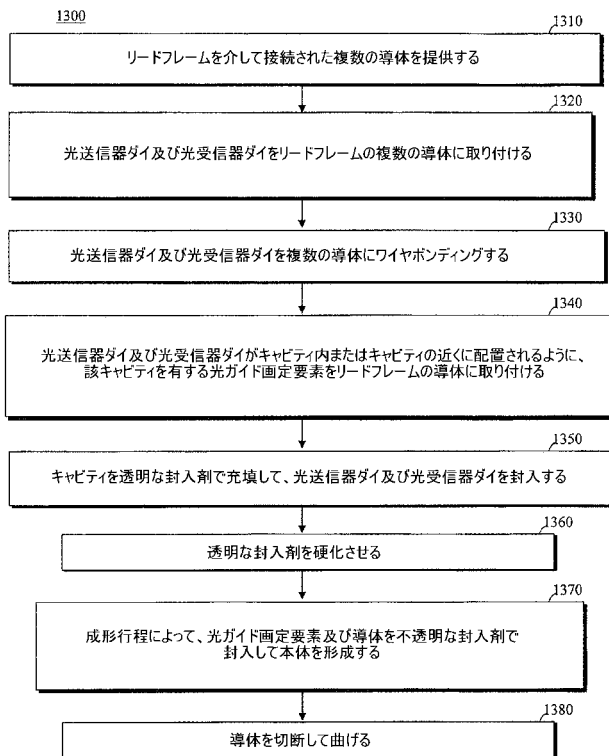 1300
1310
リードフレームを介して接続された複数の導体を提供する
1320
光送信器ダイ及び光受信器ダイをリードフレームの複数の導体に取り付ける
1330
光送信器ダイ及び光受信器ダイを複数の導体にワイヤボンディングする
1340
光送信器ダイ及び光受信器ダイがキャビティ内またはキャビティの近くに配置されるように、
該キャビティを有する光ガイド画定要素をリードフレームの導体に取り付ける
1350
キャビティを透明な封入剤で充填して、光送信器ダイ及び光受信器ダイを封入する
1360
透明な封入剤を硬化させる
1370
成形行程によって、光ガイド画定要素及び導体を不透明な封入剤で
封入して本体を形成する
1380
導体を切断して曲げる